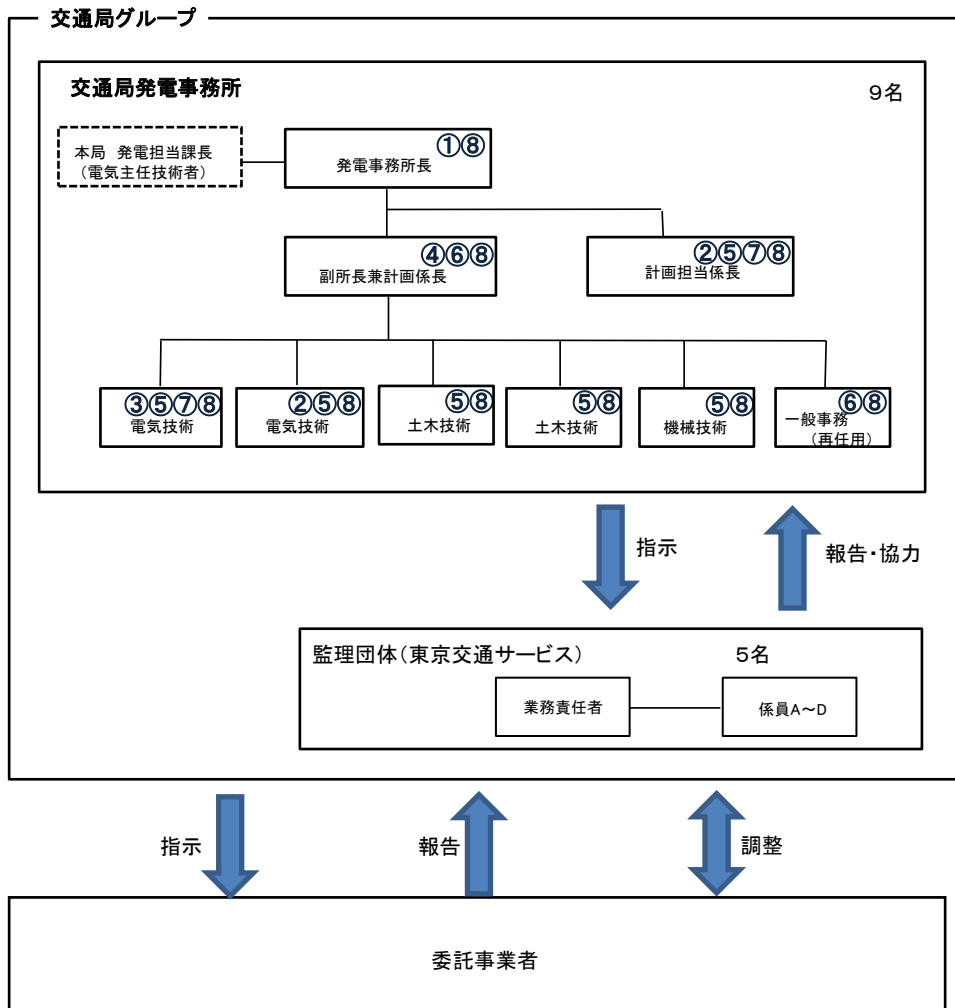 交通局グループ
交通局発電事務所
9名
本局 発電担当課長
（電気主任技術者）
①⑧
発電事務所長
④⑥⑧
副所長兼計画係長
②⑤⑦⑧
計画担当係長
③⑤⑦⑧
電気技術
②⑤⑧
電気技術
⑤⑧
土木技術
⑤⑧
土木技術
⑤⑧
機械技術
⑥⑧
一般事務
（再任用）
指示
報告・協力
監理団体（東京交通サービス）
5名
業務責任者
係員A～D
指示
報告
調整
委託事業者